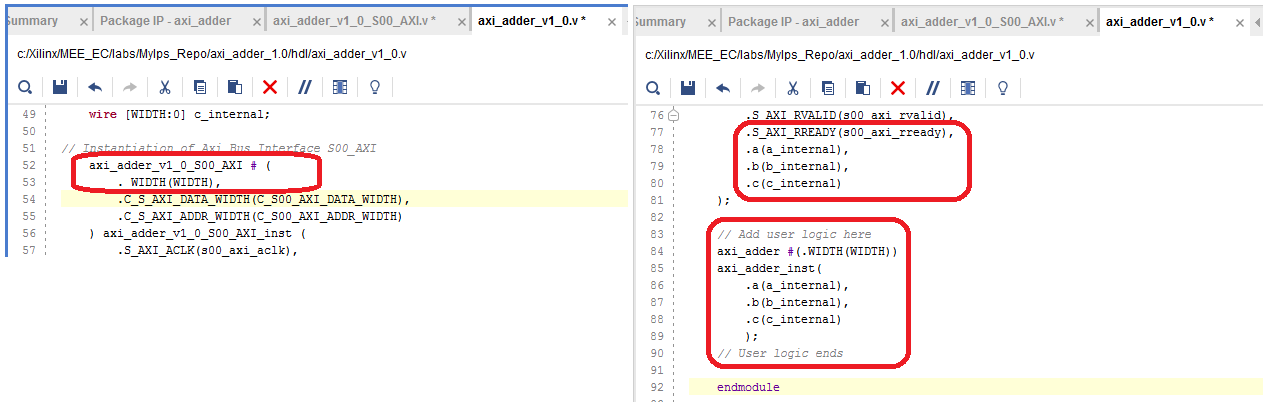 Summary
Package IP - axi_adder
axi_adder_v1_0_S00_AXI.v *
axi_adder_v1_0.v *
c:/Xilinx/MEE_EC/labs/MyIps_Repo/axi_adder_1.0/hdl/axi_adder_v1_0.v
49 wire [WIDTH:0] c_internal;
50
51 // Instantiation of Axi Bus Interface S00_AXI
52 axi_adder_v1_0_S00_AXI # (
53 . WIDTH(WIDTH),
54 .C_S_AXI_DATA_WIDTH(C_S00_AXI_DATA_WIDTH),
55 .C_S_AXI_ADDR_WIDTH(C_S00_AXI_ADDR_WIDTH)
56 ) axi_adder_v1_0_S00_AXI_inst (
57 .S_AXI_ACLK(s00_axi_aclk),
Summary
Package IP - axi_adder
axi_adder_v1_0_S00_AXI.v *
axi_adder_v1_0.v *
c:/Xilinx/MEE_EC/labs/MyIps_Repo/axi_adder_1.0/hdl/axi_adder_v1_0.v
76 .S_AXI_RVALID(s00_axi_rvalid),
77 .S_AXI_RREADY(s00_axi_rready),
78 .a(a_internal),
79 .b(b_internal),
80 .c(c_internal)
81 );
82
83 // Add user logic here
84 axi_adder #(.WIDTH(WIDTH))
85 axi_adder_inst(
86 .a(a_internal),
87 .b(b_internal),
88 .c(c_internal)
89 );
90 // User logic ends
91
92 endmodule